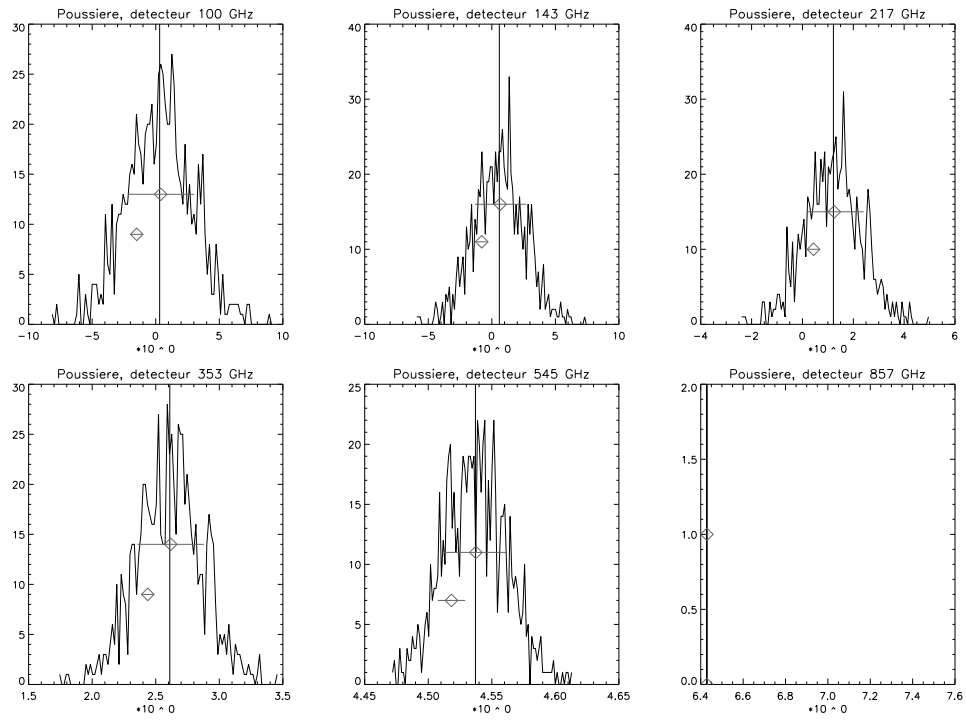 Poussiere, detecteur 100 GHz
30
25
20
15
10
5
0
−10 −5 0 5 10
*10 ^ 0
Poussiere, detecteur 143 GHz
40
30
20
10
0
−10 −5 0 5 10
*10 ^ 0
Poussiere, detecteur 217 GHz
40
30
20
10
0
−4 −2 0 2 4 6
*10 ^ 0
Poussiere, detecteur 353 GHz
30
25
20
15
10
5
0
1.5 2.0 2.5 3.0 3.5
*10 ^ 0
Poussiere, detecteur 545 GHz
25
20
15
10
5
0
4.45 4.50 4.55 4.60 4.65
*10 ^ 0
Poussiere, detecteur 857 GHz
2.0
1.5
1.0
0.5
0.0
6.4 6.6 6.8 7.0 7.2 7.4 7.6
*10 ^ 0